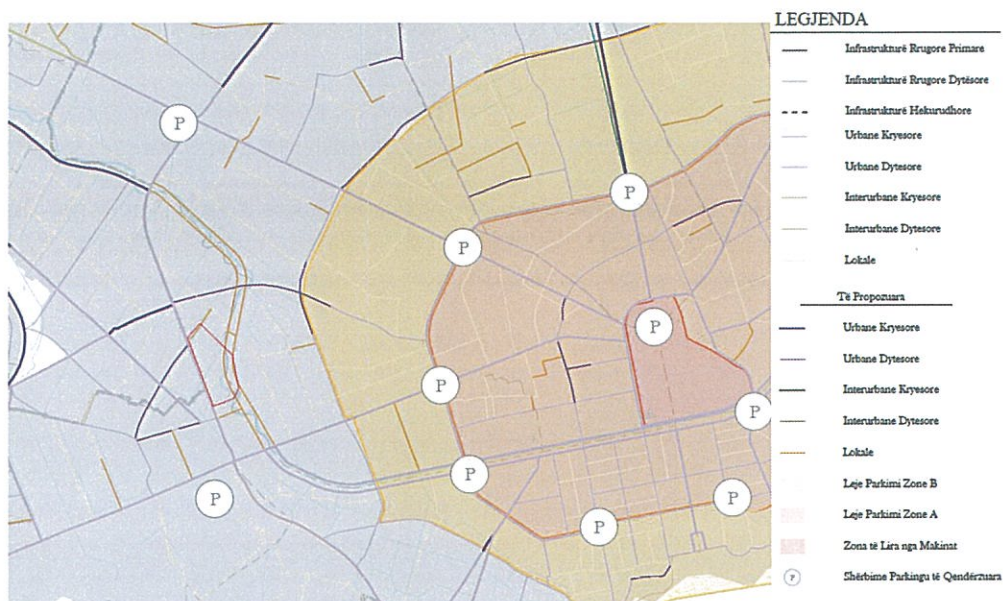 LEGJENDA
Infrastrukturë Rrugore Primare
Infrastrukturë Rrugore Dytësore
Infrastrukturë Hekurudhore
Urbane Kryesore
Urbane Dytesore
Interurbane Kryesore
Interurbane Dytesore
Lokale
Të Propozuara
Urbane Kryesore
Urbane Dytesore
Interurbane Kryesore
Interurbane Dytesore
Lokale
Leje Parkimi Zone B
Leje Parkimi Zone A
Zona të Lira nga Makinat
P Shërbime Parkingu të Qendërzuara
P
P
P
P
P
P
P
P
P
P